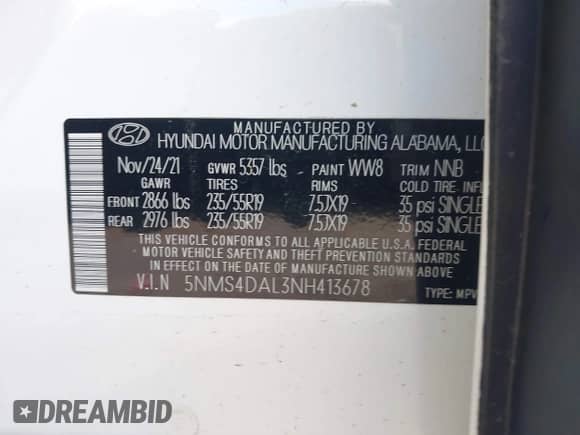 MANUFACTURED BY
HYUNDAI MOTOR MANUFACTURING ALABAMA, LLC
Nov/24/21 GVWR 5357 lbs PAINT WW8 TRIM NNB
GAWR TIRES RIMS COLD TIRE INFL
FRONT 2866 lbs 235/55R19 7.5JX19 35 psi SINGLE
REAR 2976 lbs 235/55R19 7.5JX19 35 psi SINGLE
THIS VEHICLE CONFORMS TO ALL APPLICABLE U.S.A. FEDERAL
MOTOR VEHICLE SAFETY AND THEFT PREVENTION STANDARDS
IN EFFECT ON THE DATE OF MANUFACTURE SHOWN ABOVE
V.I.N 5NMS4DAL3NH413678 TYPE: MPV
DREAMBID